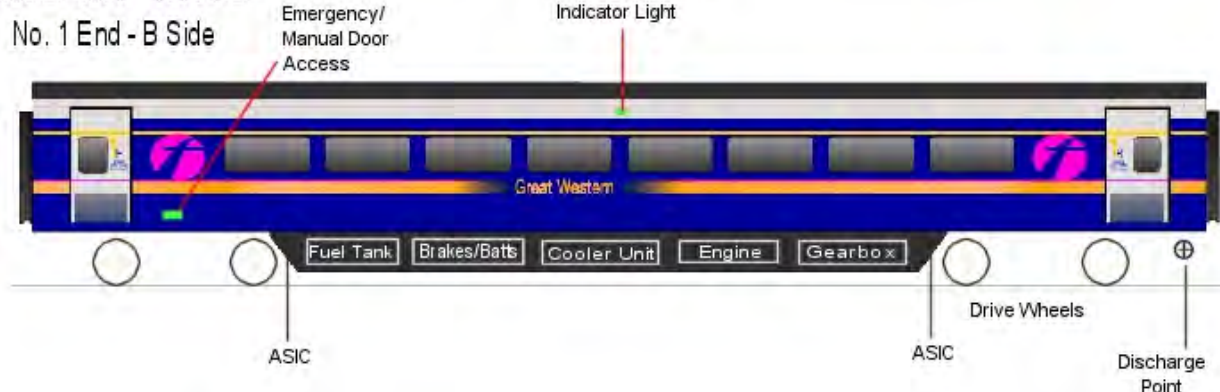 No. 1 End - B Side
Emergency/
Manual Door
Access
Indicator Light
Great Western
Fuel Tank
Brakes/Batts
Cooler Unit
Engine
Gearbox
Drive Wheels
ASIC
ASIC
Discharge
Point